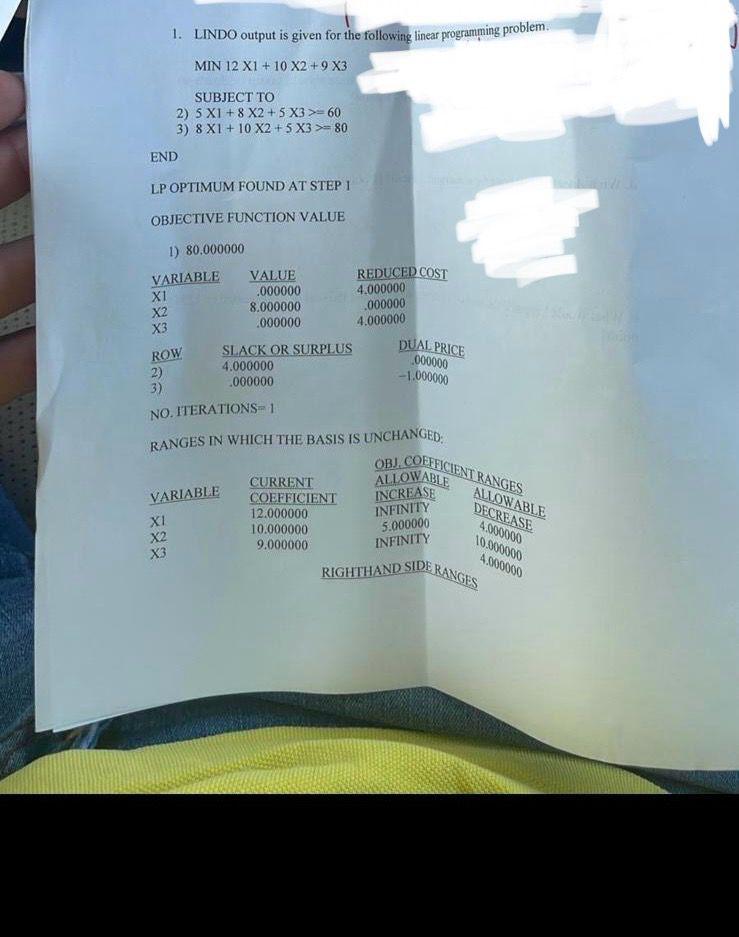 1. LINDO output is given for the following linear programming problem.
MIN 12 X1 + 10 X2 + 9 X3
SUBJECT TO
2) 5 X1 + 8 X2 + 5 X3 >= 60
3) 8 X1 + 10 X2 + 5 X3 >= 80
END
LP OPTIMUM FOUND AT STEP 1
OBJECTIVE FUNCTION VALUE
1) 80.000000
VARIABLE VALUE REDUCED COST
X1 .000000 4.000000
X2 8.000000 .000000
X3 .000000 4.000000
ROW SLACK OR SURPLUS DUAL PRICE
2) 4.000000 .000000
3) .000000 -1.000000
NO. ITERATIONS= 1
RANGES IN WHICH THE BASIS IS UNCHANGED:
OBJ. COEFFICIENT RANGES
CURRENT ALLOWABLE ALLOWABLE
VARIABLE COEFFICIENT INCREASE DECREASE
X1 12.000000 INFINITY 4.000000
X2 10.000000 5.000000 10.000000
X3 9.000000 INFINITY 4.000000
RIGHTHAND SIDE RANGES